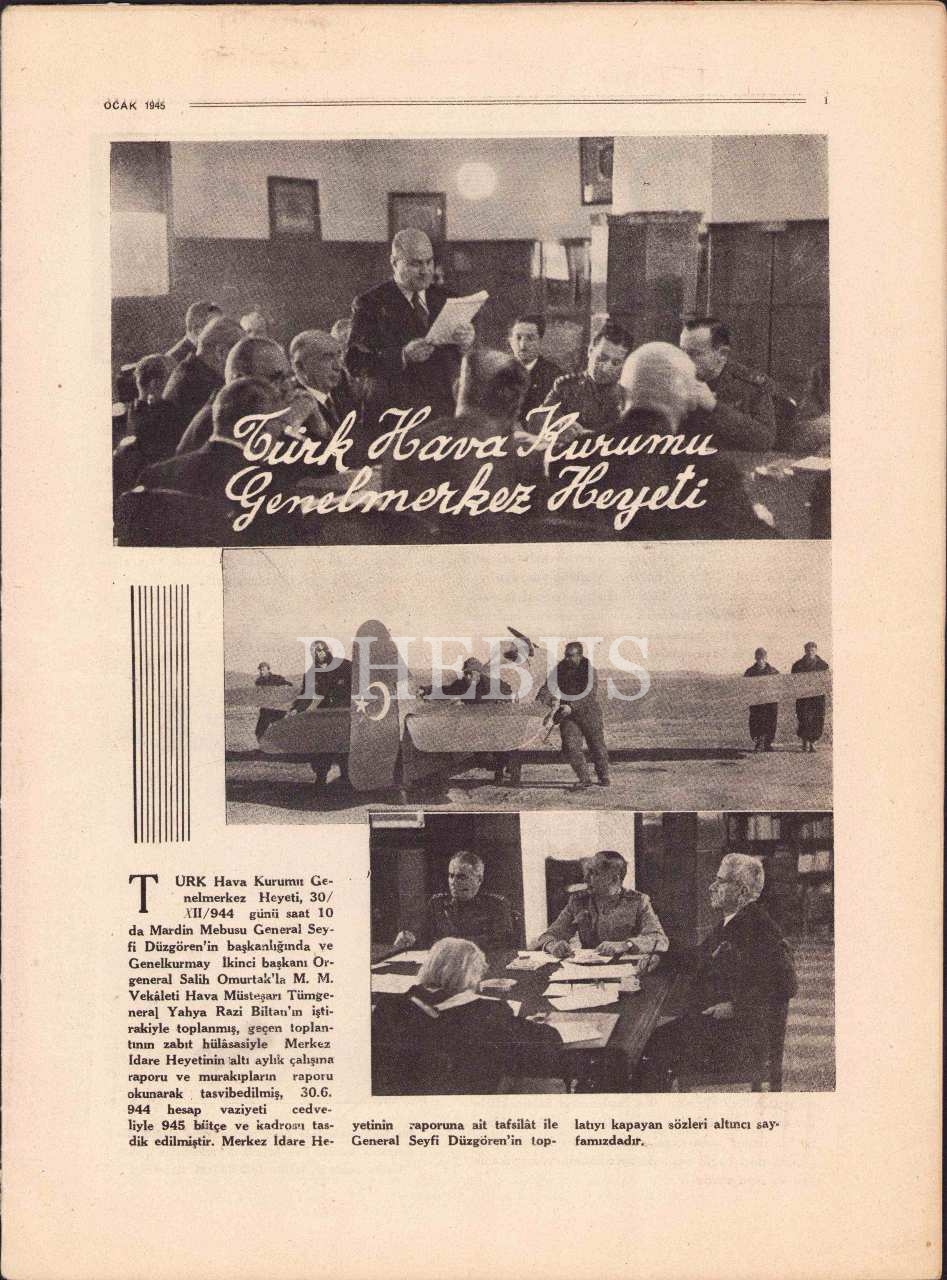 OCAK 1945
1
Türk Hava Kurumu
Genelmerkez Heyeti
PHEBUS
TÜRK Hava Kurumu Ge-
nelmerkez Heyeti, 30/
XII/944 günü saat 10
da Mardin Mebusu General Sey-
fi Düzgören'in başkanlığında ve
Genelkurmay İkinci başkanı Or-
general Salih Omurtak'la M. M.
Vekâleti Hava Müsteşarı Tümge-
neral Yahya Razi Biltan'ın işti-
rakiyle toplanmış, geçen toplan-
tının zabıt hülâsasiyle Merkez
İdare Heyetinin altı aylık çalışma
raporu ve murakıpların raporu
okunarak tasvibedilmiş, 30.6.
944 hesap vaziyeti cedve-
liyle 945 bütçe ve kadrosu tas-
dik edilmiştir. Merkez İdare He-
yetinin raporuna ait tafsilât ile
General Seyfi Düzgören'in top-
latıyı kapayan sözleri altıncı say-
famızdadır.